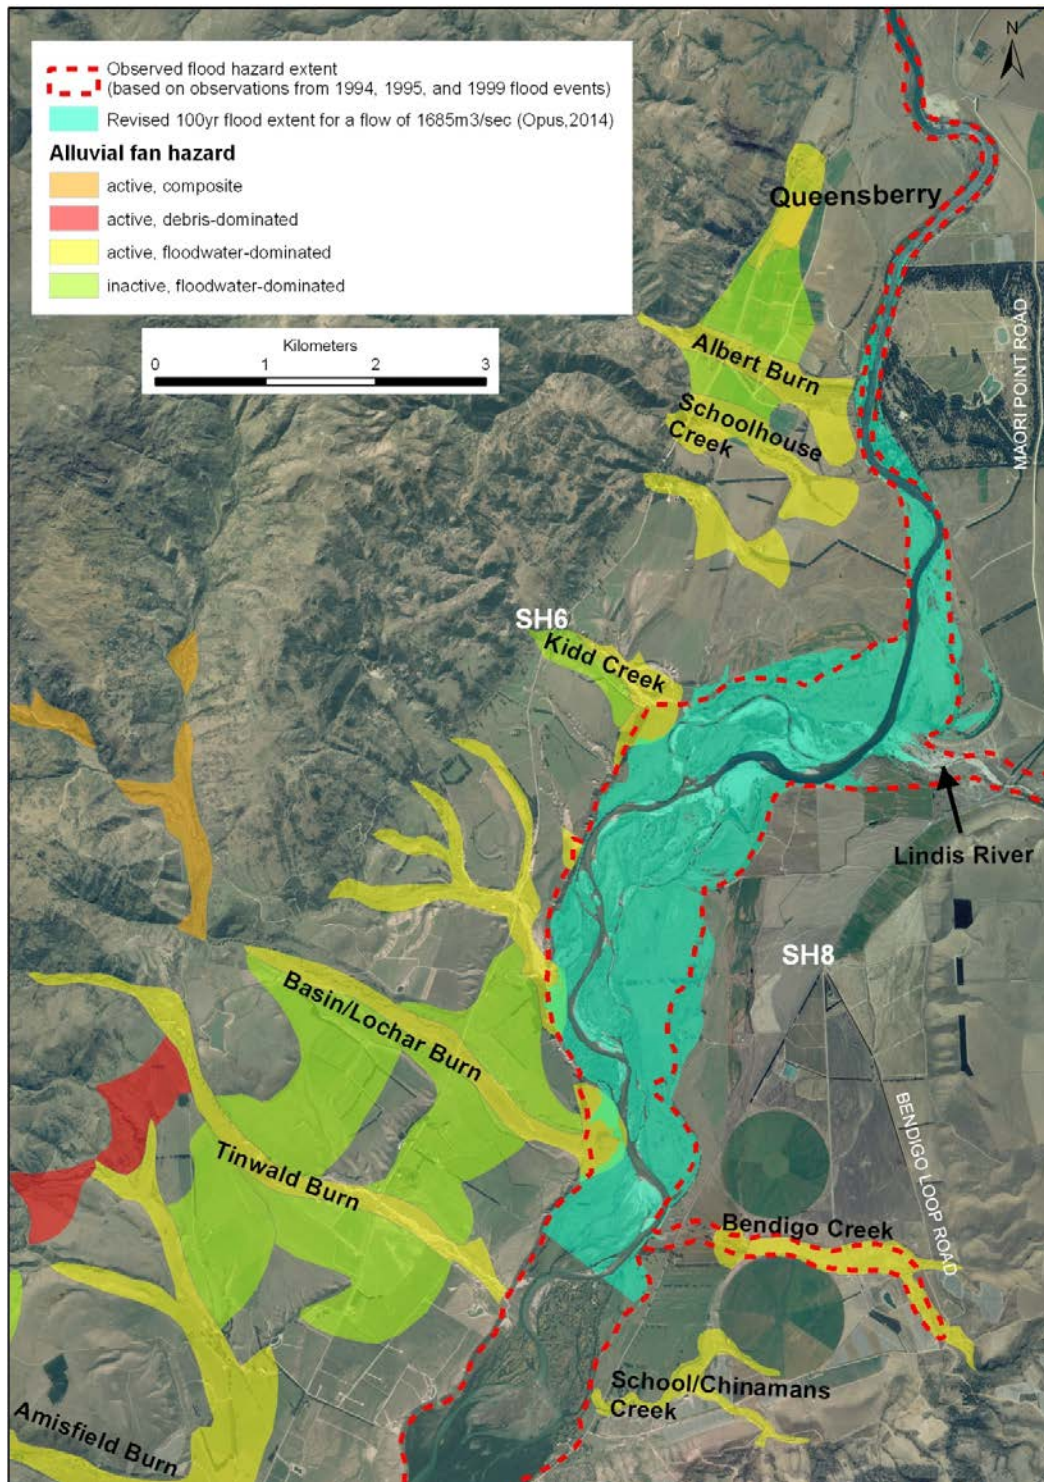 N
Observed flood hazard extent
(based on observations from 1994, 1995, and 1999 flood events)
Revised 100yr flood extent for a flow of 1685m3/sec (Opus,2014)
Alluvial fan hazard
active, composite
active, debris-dominated
active, floodwater-dominated
inactive, floodwater-dominated
Kilometers
0 1 2 3
Queensberry
MAORI POINT ROAD
Albert Burn
Schoolhouse
Creek
SH6
Kidd Creek
Lindis River
SH8
Basin/Lochar Burn
BENDIGO LOOP ROAD
Tinwald Burn
Bendigo Creek
School/Chinamans
Creek
Amisfield Burn